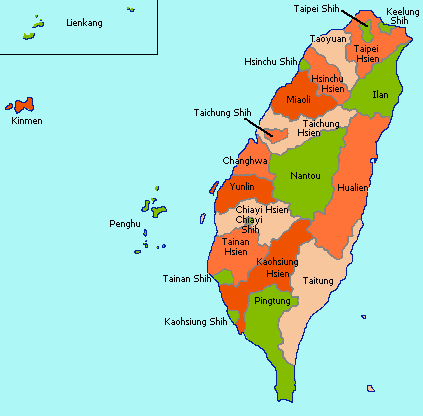 Lienkang
Taipei Shih
Keelung
Shih
Taoyuan
Taipei
Hsien
Hsinchu Shih
Hsinchu
Hsien
Ilan
Miaoli
Kinmen
Taichung Shih
Taichung
Hsien
Changhwa
Nantou
Hualien
Yunlin
Chiayi Hsien
Chiayi
Shih
Penghu
Tainan
Hsien
Kaohsiung
Hsien
Taitung
Tainan Shih
Pingtung
Kaohsiung Shih